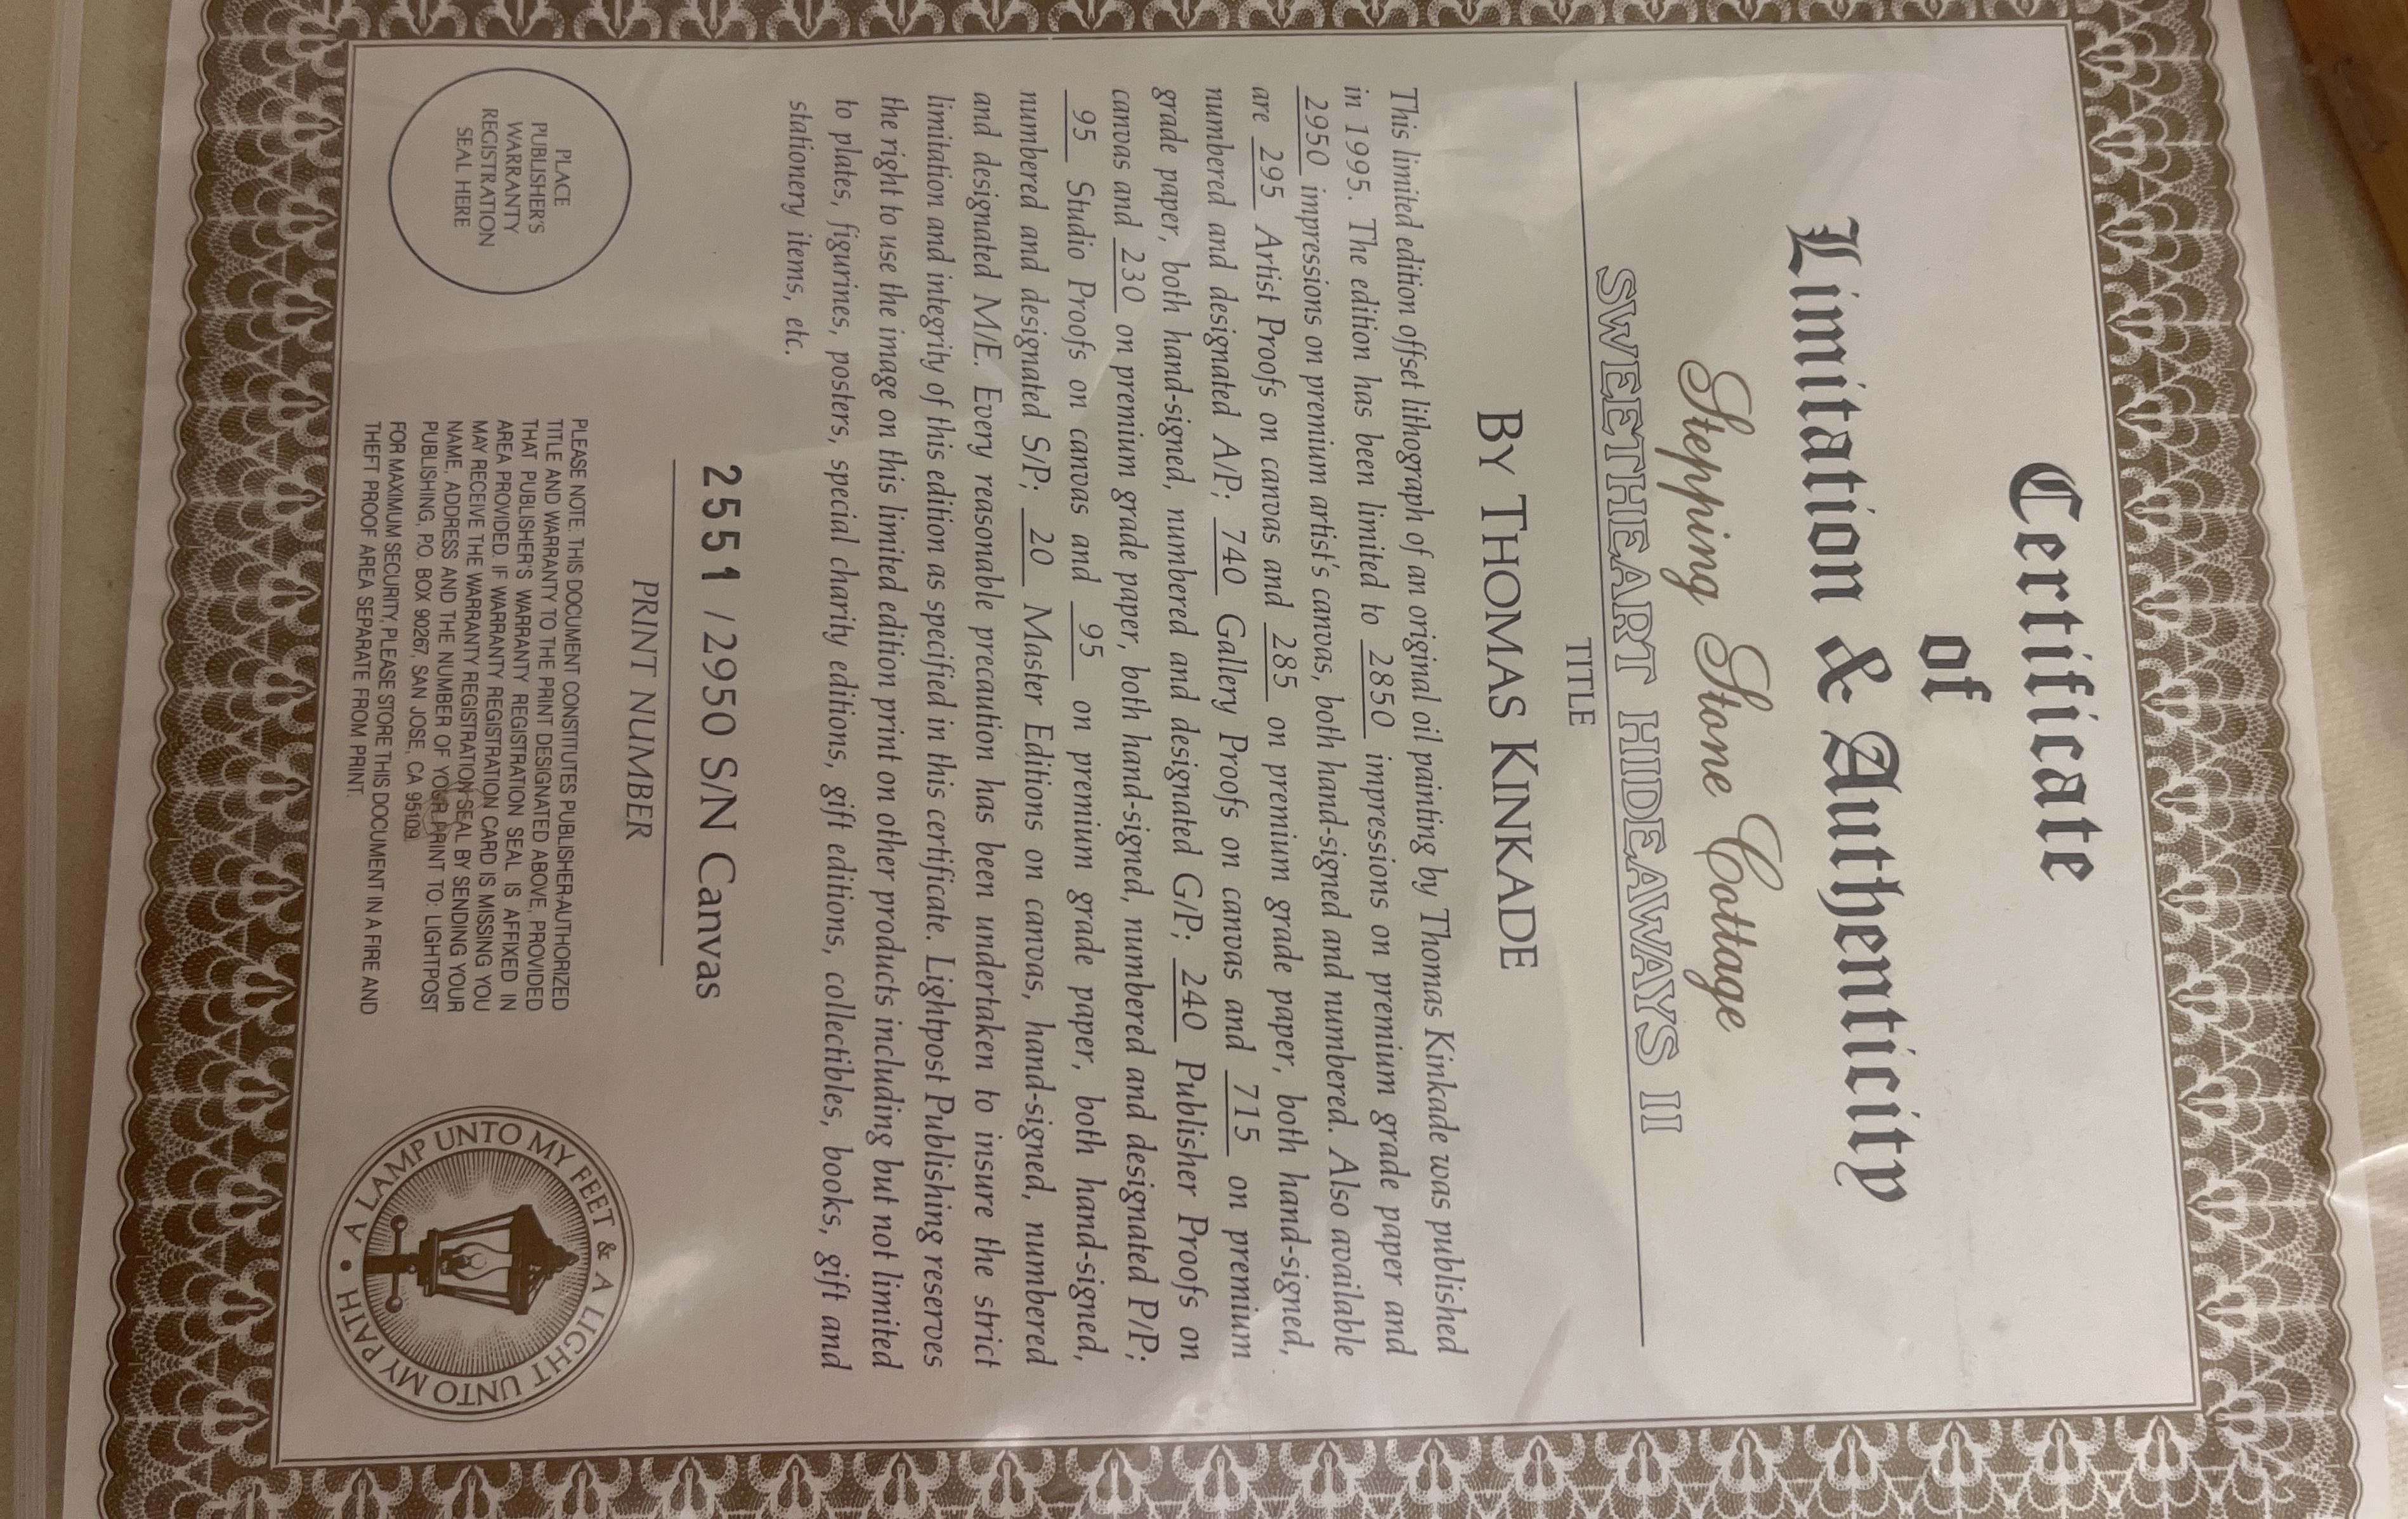 Certificate
of
Limitation & Authenticity
Stepping Stone Cottage
SWEETHEART HIDEAWAYS II
TITLE
BY THOMAS KINKADE
This limited edition offset lithograph of an original oil painting by Thomas Kinkade was published
in 1995. The edition has been limited to 2850 impressions on premium grade paper and
2950 impressions on premium artist's canvas, both hand-signed and numbered. Also available
are 295 Artist Proofs on canvas and 285 on premium grade paper, both hand-signed,
numbered and designated A/P; 740 Gallery Proofs on canvas and 715 on premium
grade paper, both hand-signed, numbered and designated G/P; 240 Publisher Proofs on
canvas and 230 on premium grade paper, both hand-signed, numbered and designated P/P;
95 Studio Proofs on canvas and 95 on premium grade paper, both hand-signed,
numbered and designated S/P; 20 Master Editions on canvas, hand-signed, numbered
and designated M/E. Every reasonable precaution has been undertaken to insure the strict
limitation and integrity of this edition as specified in this certificate. Lightpost Publishing reserves
the right to use the image on this limited edition print on other products including but not limited
to plates, figurines, posters, special charity editions, gift editions, collectibles, books, gift and
stationery items, etc.
2551 /2950 S/N Canvas
PRINT NUMBER
PLACE
PUBLISHER'S
WARRANTY
REGISTRATION
SEAL HERE
PLEASE NOTE: THIS DOCUMENT CONSTITUTES PUBLISHER-AUTHORIZED
TITLE AND WARRANTY TO THE PRINT DESIGNATED ABOVE, PROVIDED
THAT PUBLISHER'S WARRANTY REGISTRATION SEAL IS AFFIXED IN
AREA PROVIDED. IF WARRANTY REGISTRATION CARD IS MISSING YOU
MAY RECEIVE THE WARRANTY REGISTRATION SEAL BY SENDING YOUR
NAME, ADDRESS AND THE NUMBER OF YOUR PRINT TO: LIGHTPOST
PUBLISHING, P.O. BOX 90267, SAN JOSE, CA 95109.
FOR MAXIMUM SECURITY, PLEASE STORE THIS DOCUMENT IN A FIRE AND
THEFT PROOF AREA SEPARATE FROM PRINT.
A LAMP UNTO MY FEET & A LIGHT UNTO MY PATH •